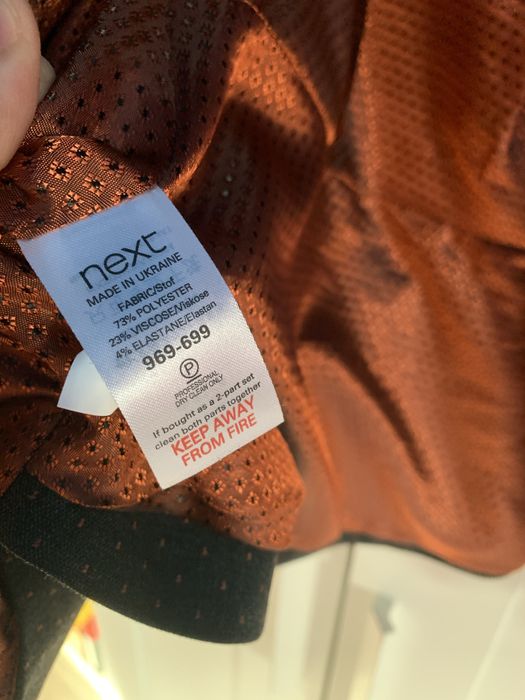 next
MADE IN UKRAINE
FABRIC/Stof
73% POLYESTER
23% VISCOSE/Viskose
4% ELASTANE/Elastan
969-699
P
PROFESSIONAL
DRY CLEAN ONLY
If bought as a 2-part set
clean both parts together
KEEP AWAY
FROM FIRE